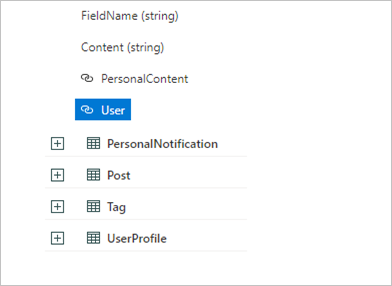 FieldName (string)
Content (string)
PersonalContent
User
PersonalNotification
Post
Tag
UserProfile